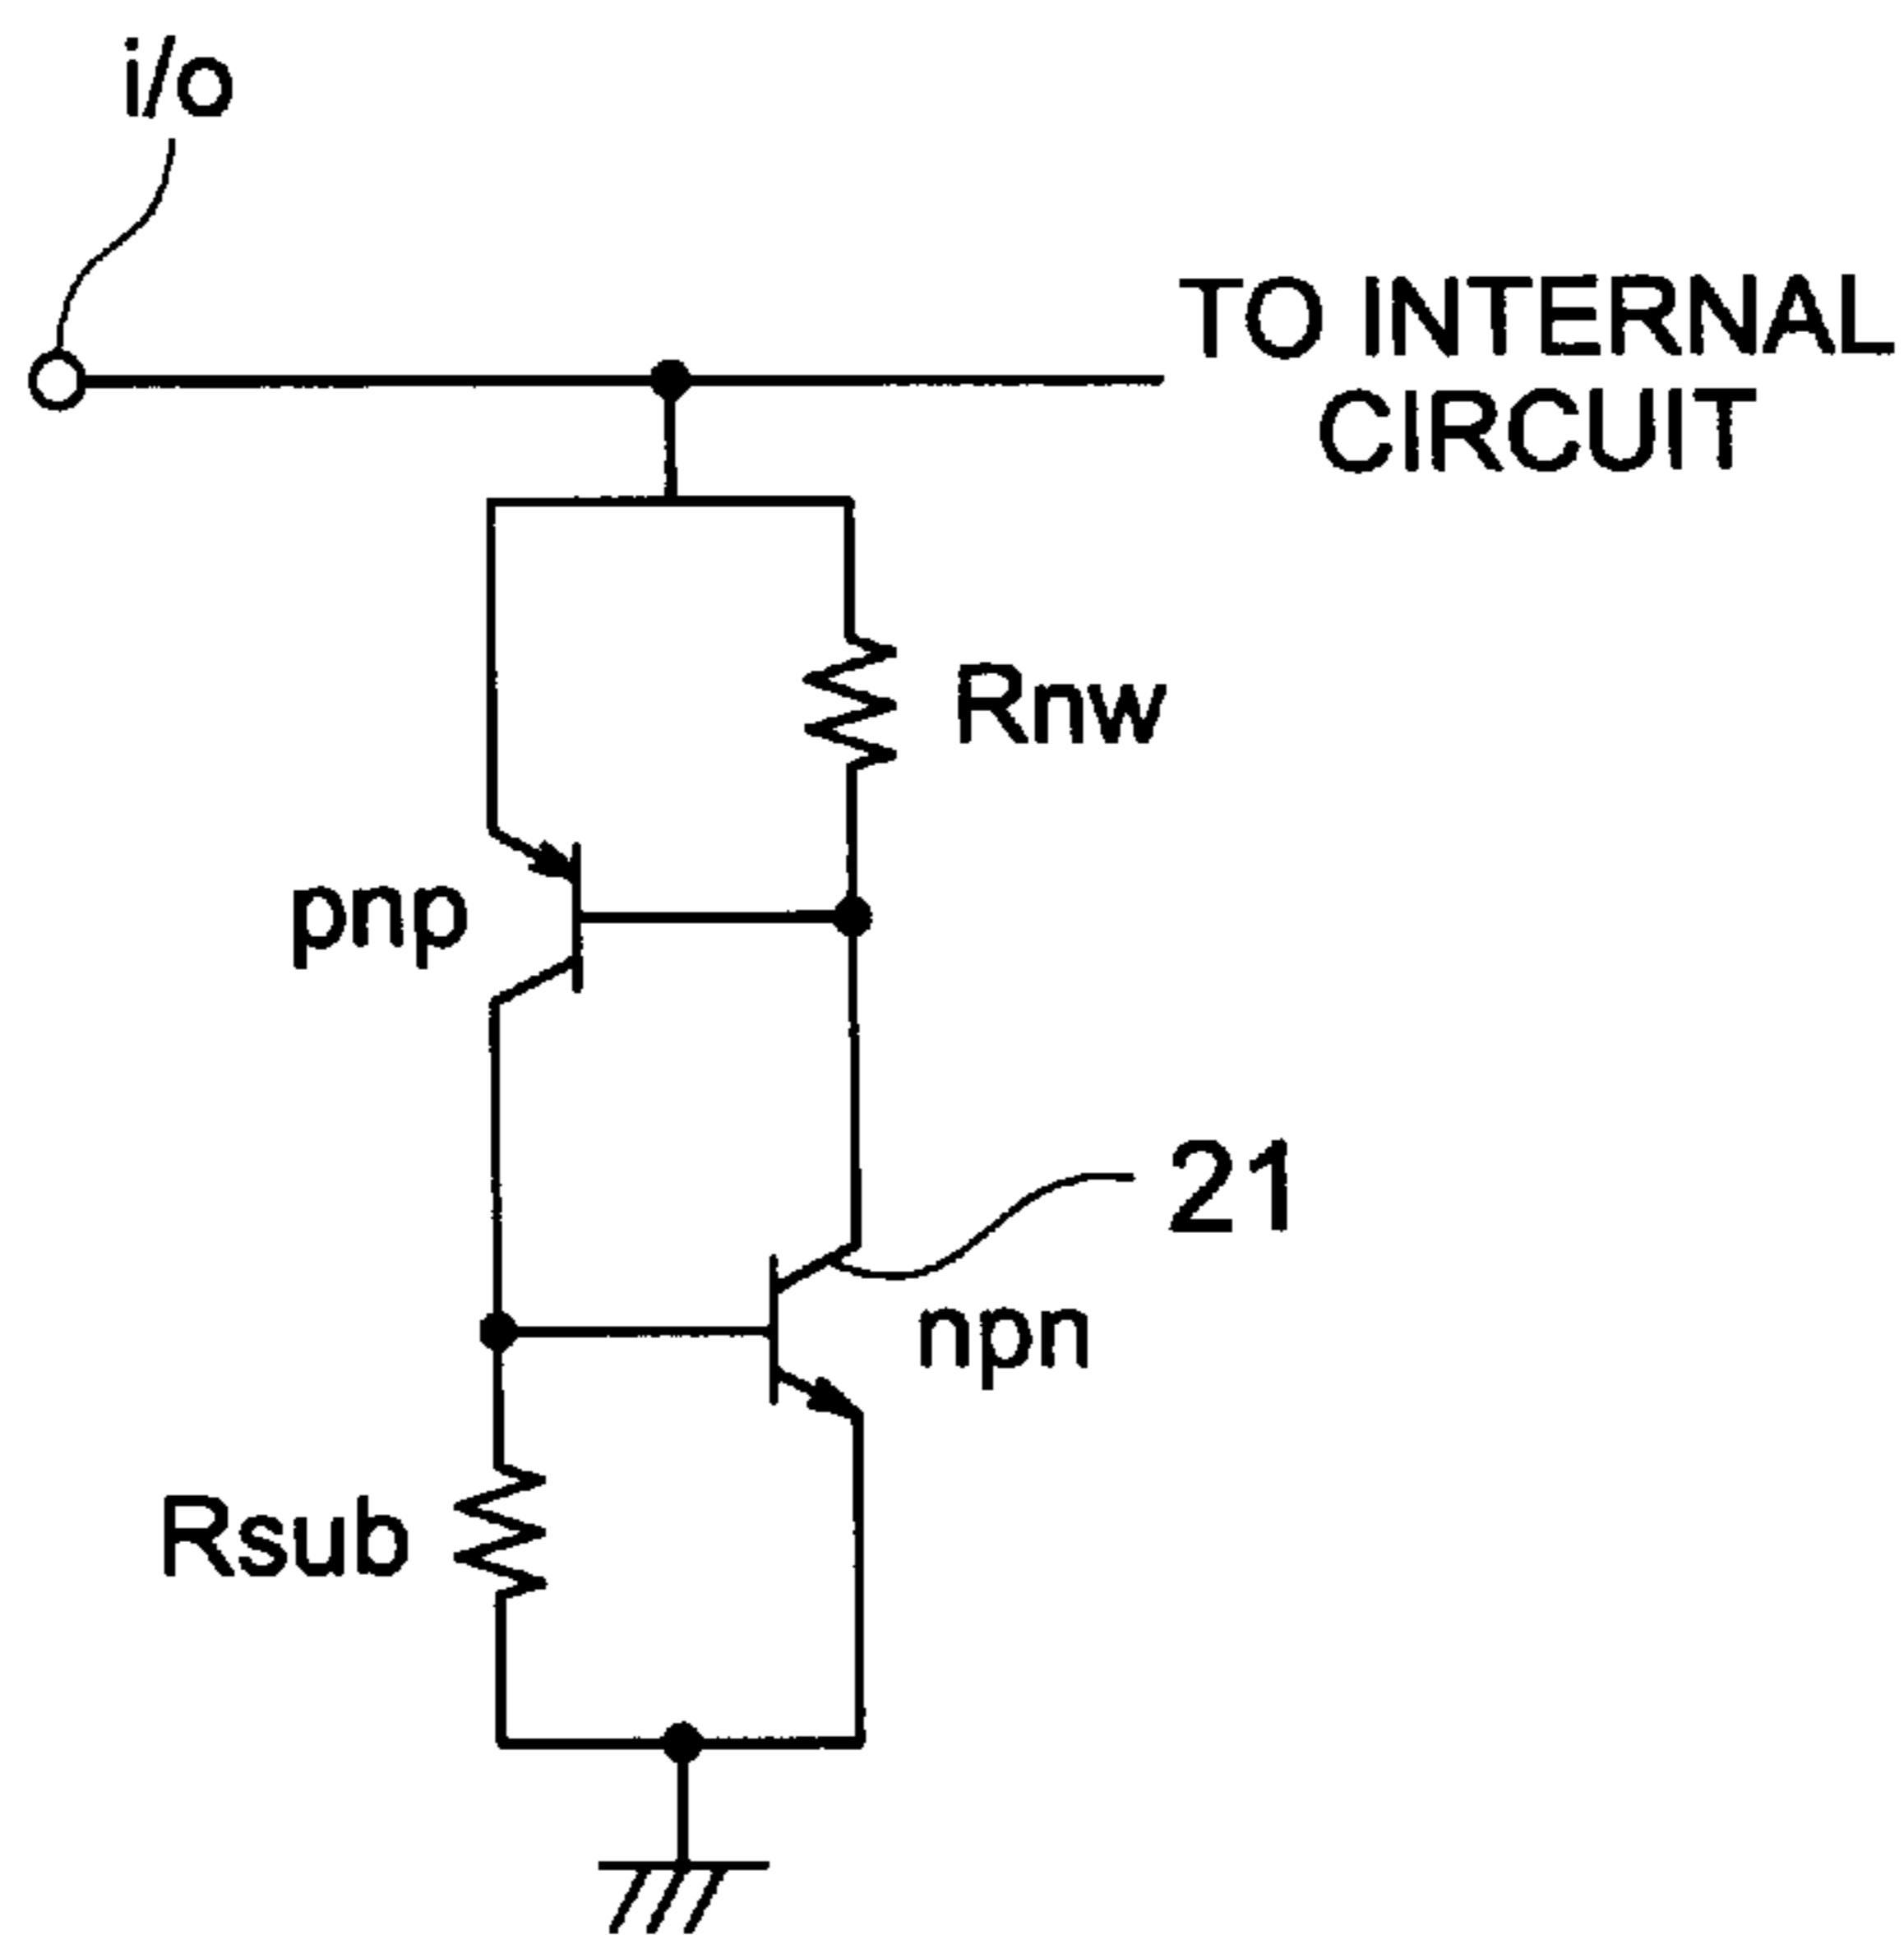 i/o
TO INTERNAL
CIRCUIT
Rnw
pnp
21
npn
Rsub